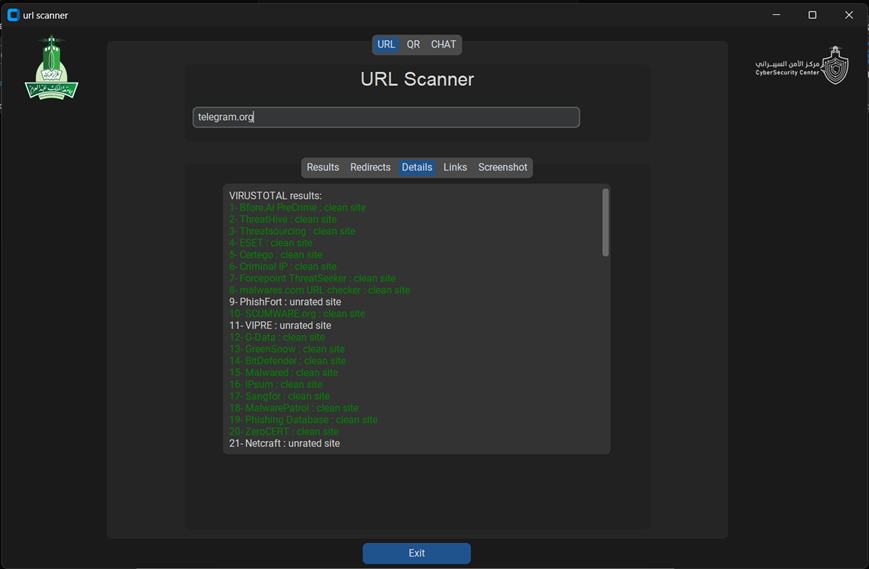 url scanner
URL QR CHAT
مركز الأمن السيبراني
CyberSecurity Center
URL Scanner
telegram.org
Results Redirects Details Links Screenshot
VIRUSTOTAL results:
1- Bfore.Ai PreCrime : clean site
2- ThreatHive : clean site
3- Threatsourcing : clean site
4- ESET : clean site
5- Certego : clean site
6- Criminal IP : clean site
7- Forcepoint ThreatSeeker : clean site
8- malwares.com URL checker : clean site
9- PhishFort : unrated site
10- SCUMWARE.org : clean site
11- VIPRE : unrated site
12- G-Data : clean site
13- GreenSnow : clean site
14- BitDefender : clean site
15- Malwared : clean site
16- IPsum : clean site
17- Sangfor : clean site
18- MalwarePatrol : clean site
19- Phishing Database : clean site
20- ZeroCERT : clean site
21- Netcraft : unrated site
Exit